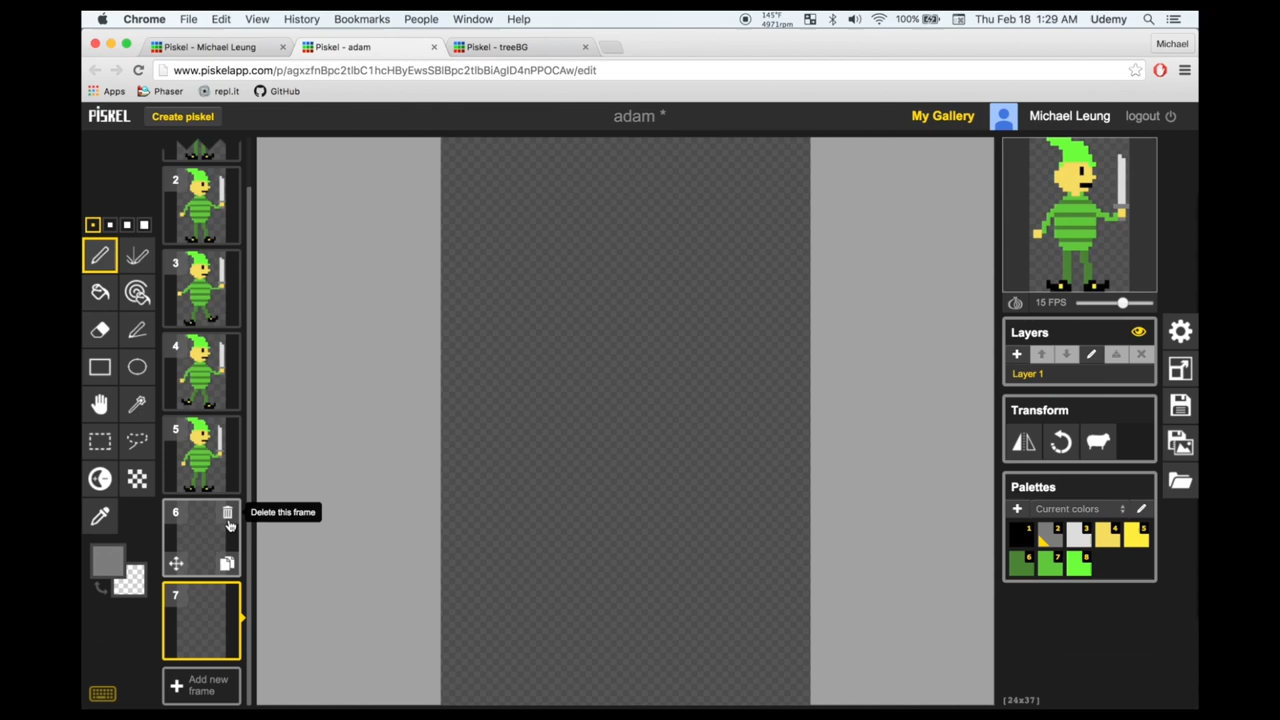 Chrome File Edit View History Bookmarks People Window Help 145°F 4971rpm 100% Thu Feb 18 1:29 AM Udemy
Piskel - Michael Leung Piskel - adam Piskel - treeBG Michael
www.piskelapp.com/p/agxzfnBpc2tlbC1hcHByEwsSBlBpc2tlbBiAgID4nPPOCAw/edit
Apps Phaser repl.it GitHub
PISKEL Create piskel adam * My Gallery Michael Leung logout
2
3
4
5
6 Delete this frame
7
Add new
frame
15 FPS
Layers
Layer 1
Transform
Palettes
Current colors
1 2 3 4 5
6 7 8
[24x37]